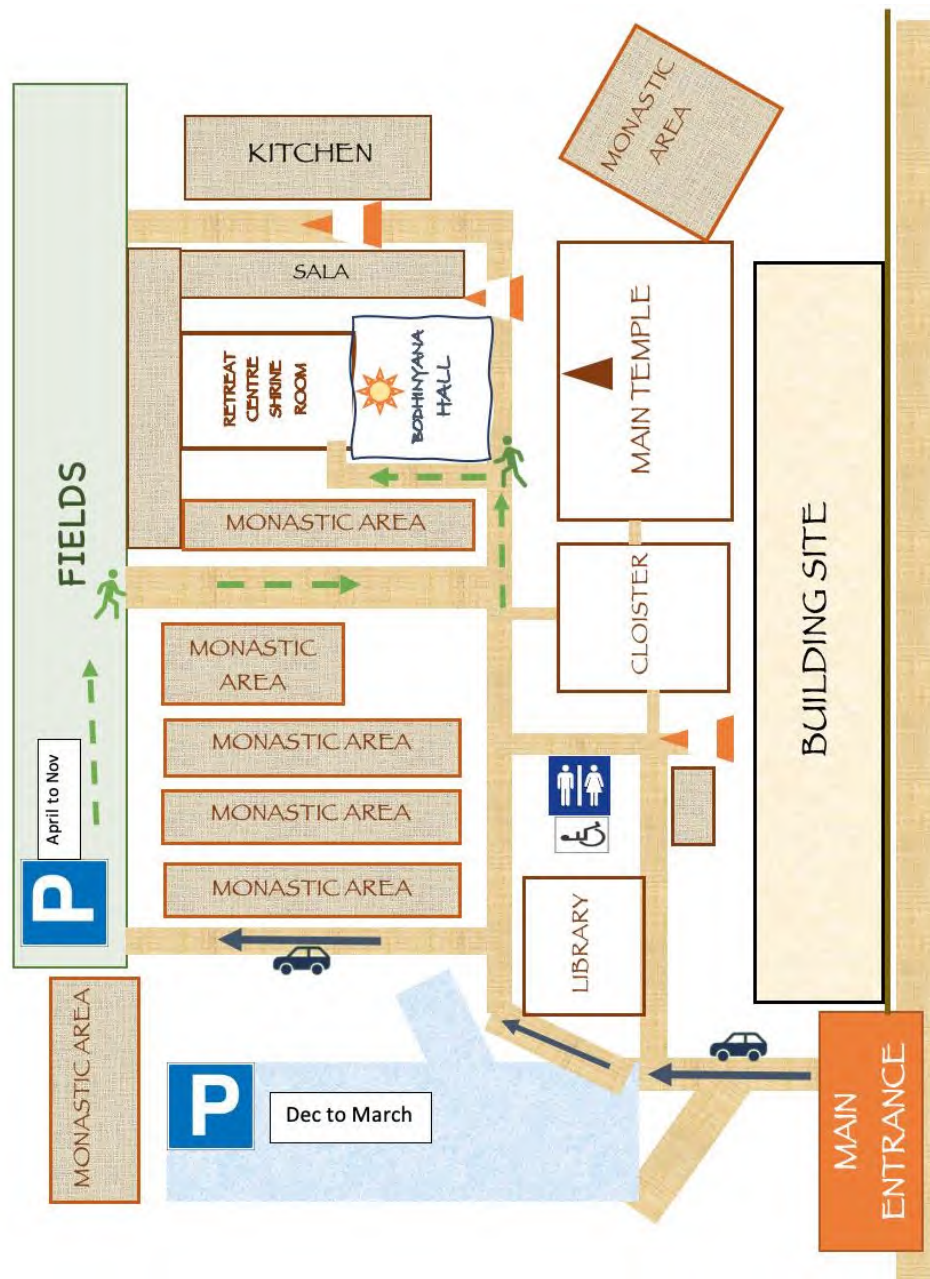 KITCHEN
MONASTIC
AREA
SALA
RETREAT
CENTRE
SHRINE
ROOM
BODHINYANA
HALL
MAIN TEMPLE
FIELDS
MONASTIC AREA
CLOISTER
BUILDING SITE
MONASTIC
AREA
MONASTIC AREA
April to Nov
P
MONASTIC AREA
MONASTIC AREA
LIBRARY
MONASTIC AREA
P
Dec to March
MAIN
ENTRANCE